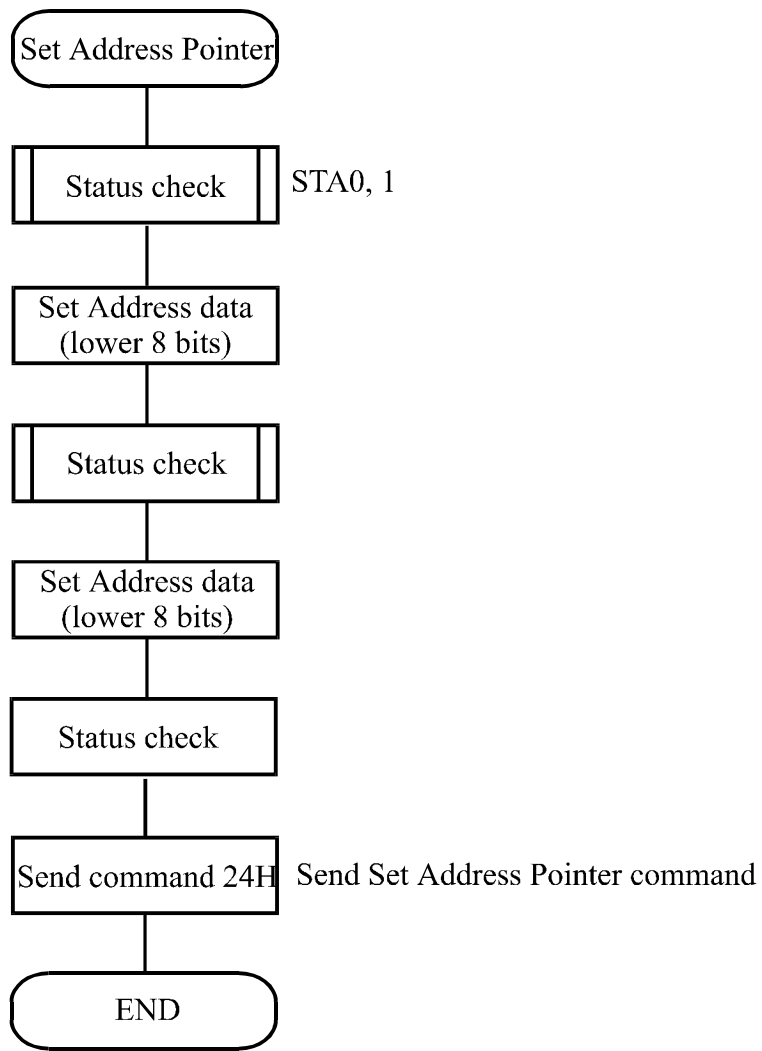 Set Address Pointer
Status check
STA0, 1
Set Address data
(lower 8 bits)
Status check
Set Address data
(lower 8 bits)
Status check
Send command 24H
Send Set Address Pointer command
END